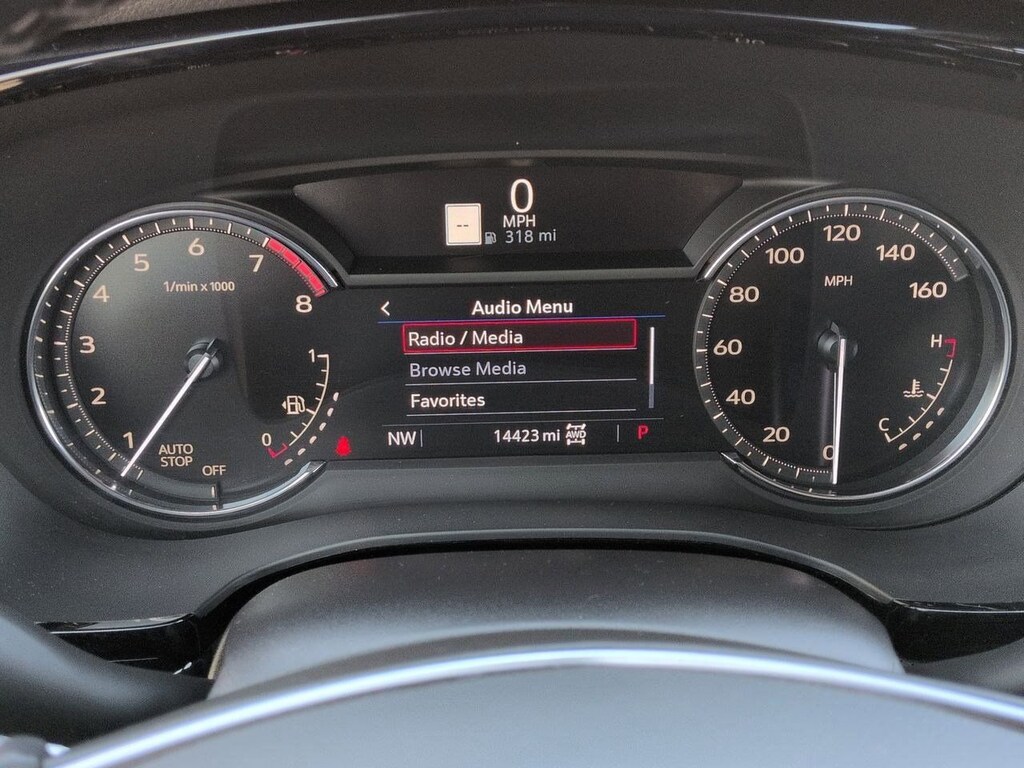 0
MPH
--
318 mi
1/min x 1000
1
2
3
4
5
6
7
8
AUTO
STOP
OFF
1
0
< Audio Menu
Radio / Media
Browse Media
Favorites
NW 14423 mi AWD P
MPH
0
20
40
60
80
100
120
140
160
H
C